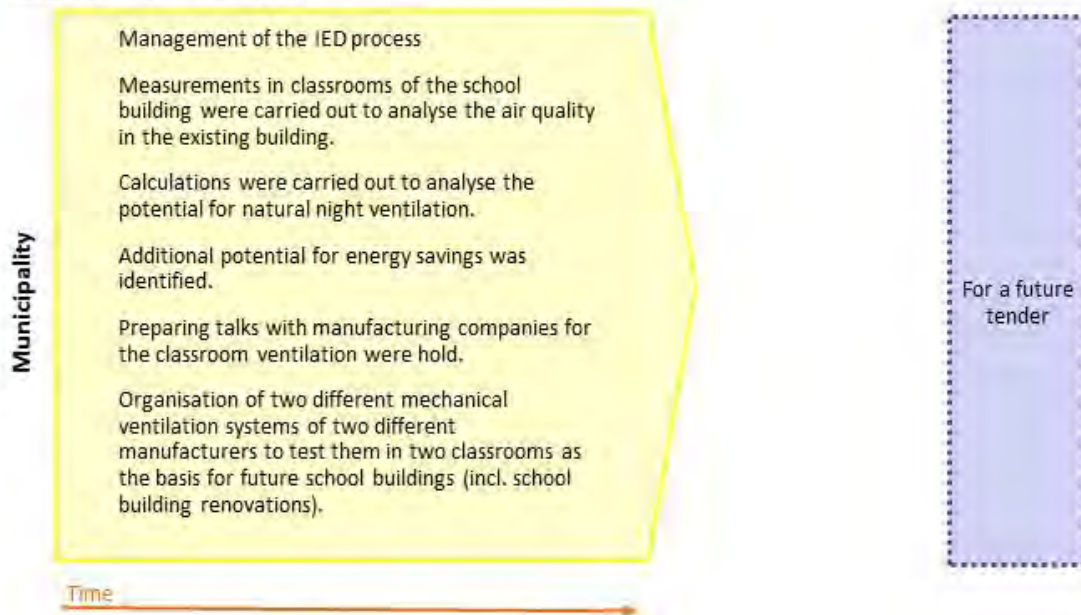 Municipality
Management of the IED process
Measurements in classrooms of the school
building were carried out to analyse the air quality
in the existing building.
Calculations were carried out to analyse the
potential for natural night ventilation.
Additional potential for energy savings was
identified.
Preparing talks with manufacturing companies for
the classroom ventilation were hold.
Organisation of two different mechanical
ventilation systems of two different
manufacturers to test them in two classrooms as
the basis for future school buildings (incl. school
building renovations).
For a future
tender
Time